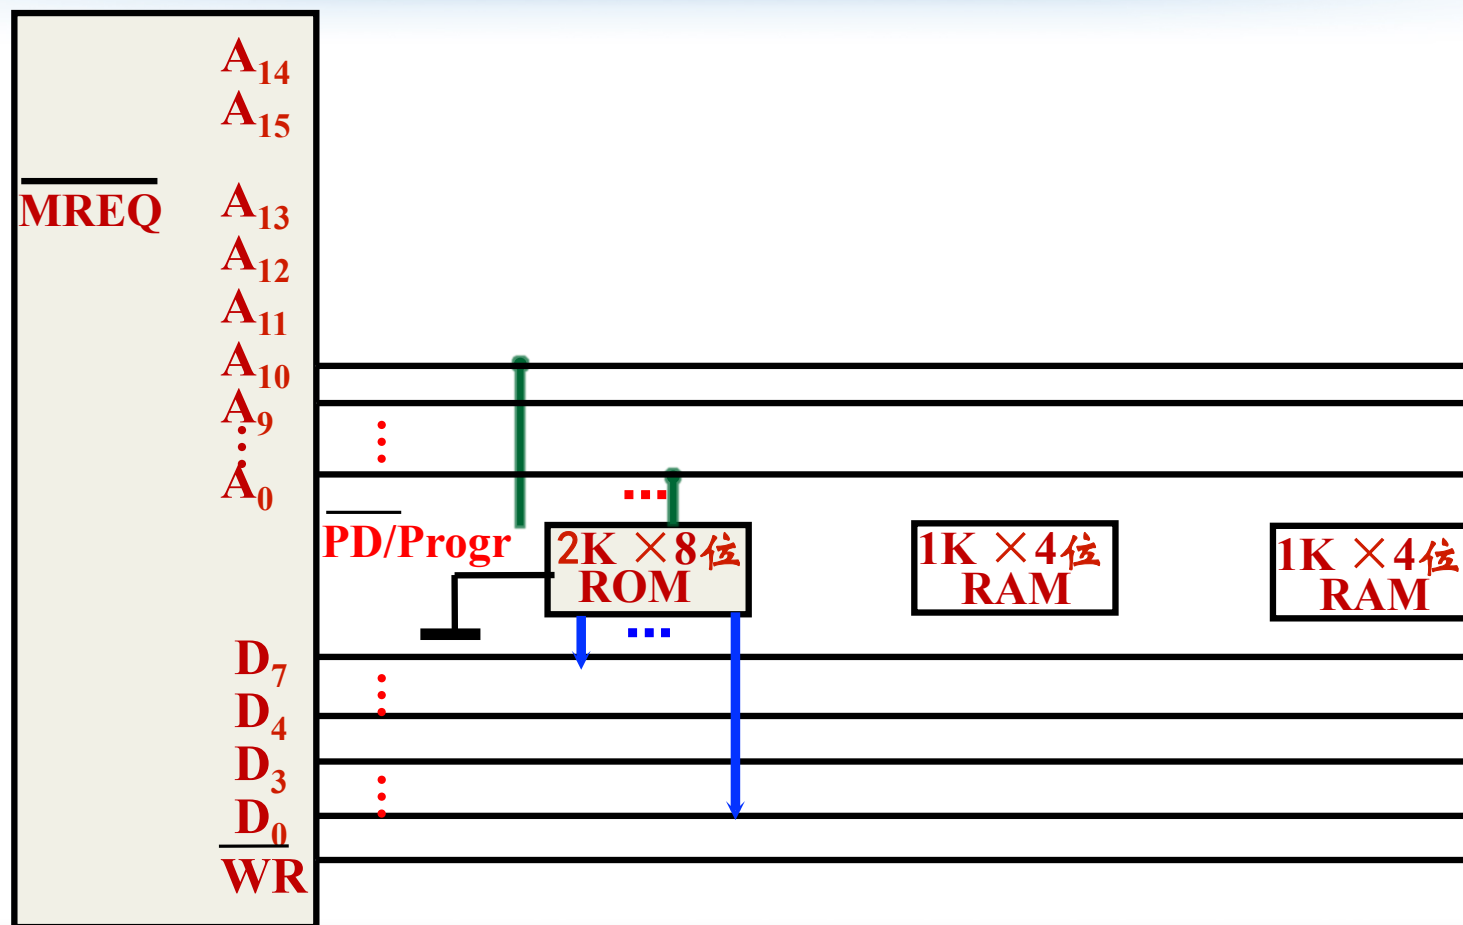 A₁₄
A₁₅
MREQ
A₁₃
A₁₂
A₁₁
A₁₀
A₉
⋮
A₀
PD/Progr
2K ×8位
ROM
1K ×4位
RAM
1K ×4位
RAM
D₇
D₄
D₃
D₀
WR